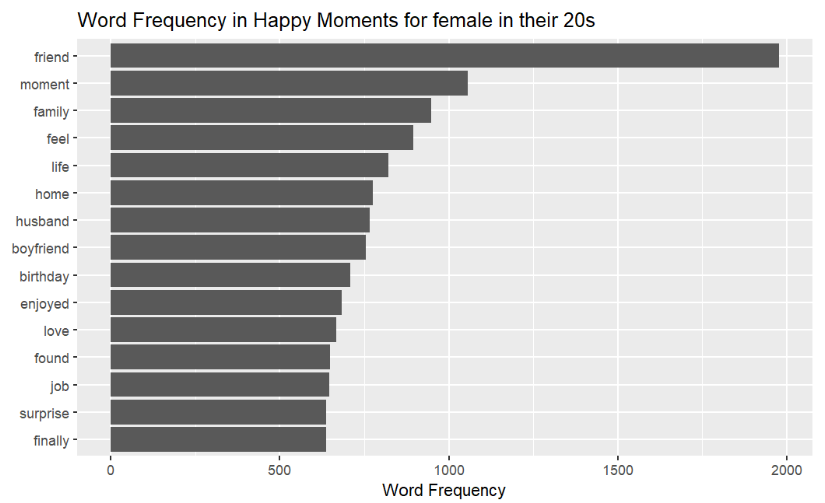 Word Frequency in Happy Moments for female in their 20s
friend
moment
family
feel
life
home
husband
boyfriend
birthday
enjoyed
love
found
job
surprise
finally
0 500 1000 1500 2000
Word Frequency